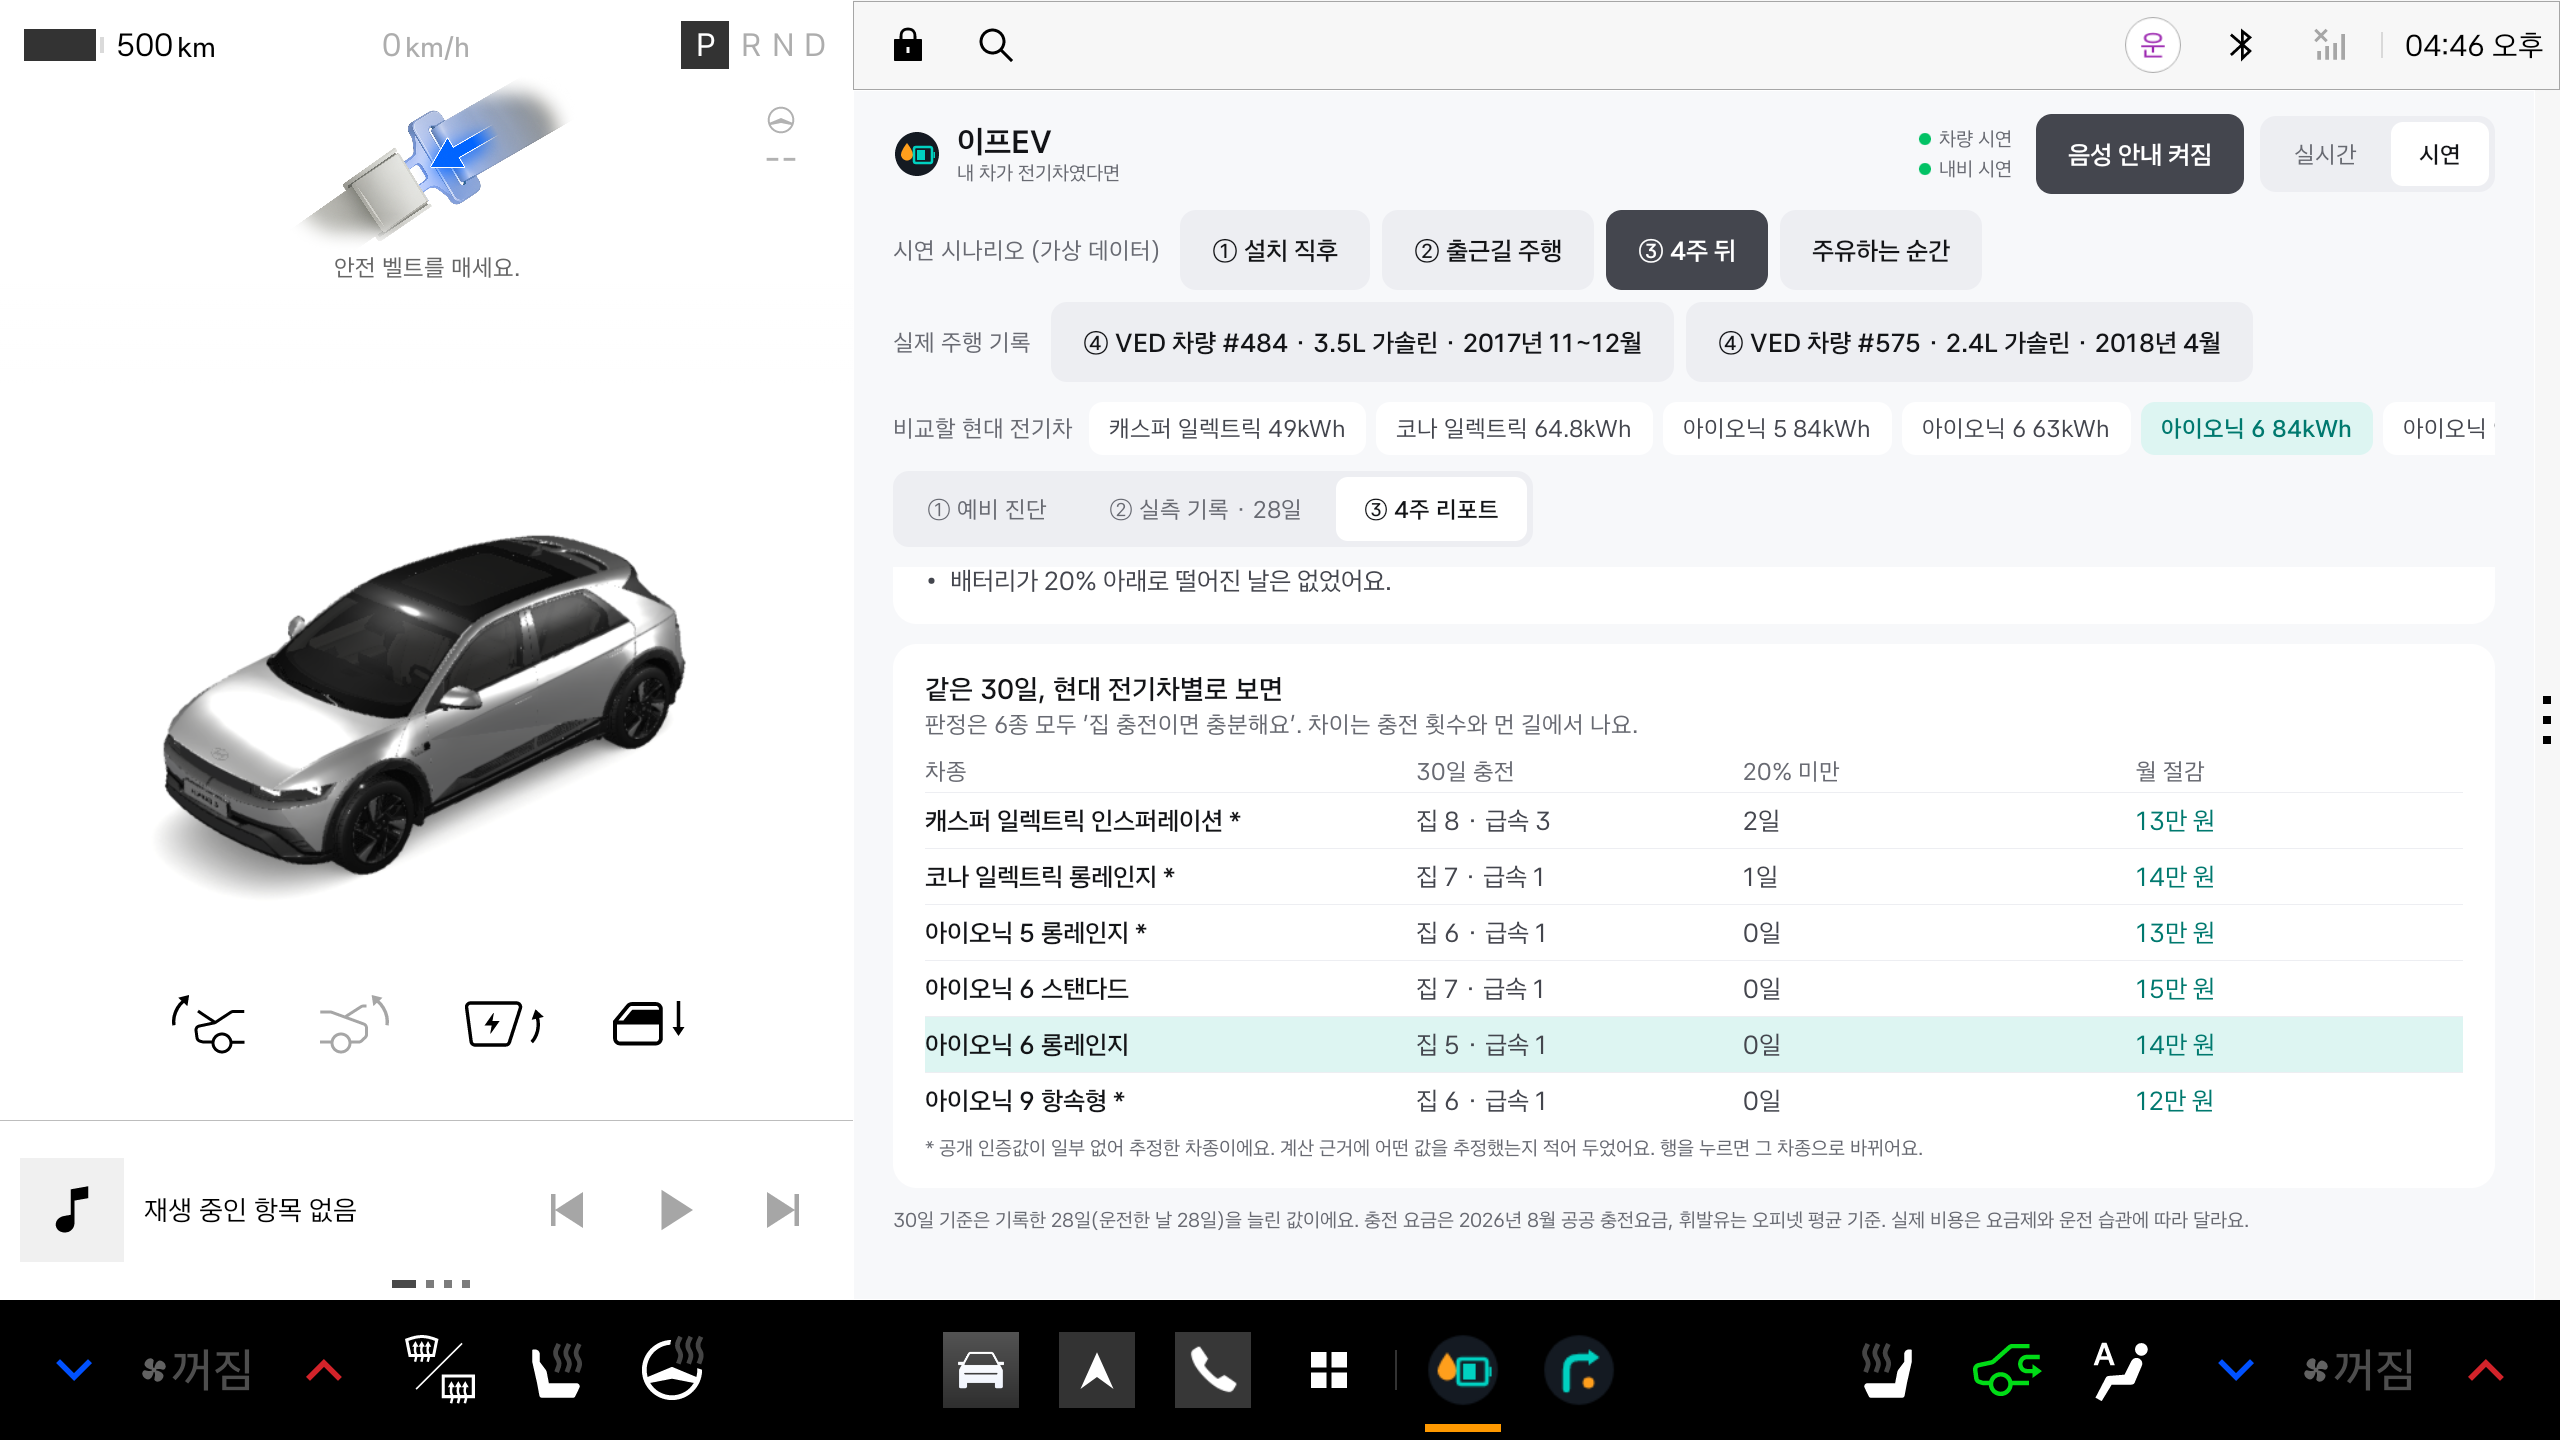 500 km
0 km/h
P R N D
안전 벨트를 매세요.
재생 중인 항목 없음
운
04:46 오후
이프EV
내 차가 전기차였다면
차량 시연
내비 시연
음성 안내 켜짐
실시간
시연
시연 시나리오 (가상 데이터)
① 설치 직후
② 출근길 주행
③ 4주 뒤
주유하는 순간
실제 주행 기록
④ VED 차량 #484 · 3.5L 가솔린 · 2017년 11~12월
④ VED 차량 #575 · 2.4L 가솔린 · 2018년 4월
비교할 현대 전기차
캐스퍼 일렉트릭 49kWh
코나 일렉트릭 64.8kWh
아이오닉 5 84kWh
아이오닉 6 63kWh
아이오닉 6 84kWh
아이오닉
① 예비 진단
② 실측 기록 · 28일
③ 4주 리포트
• 배터리가 20% 아래로 떨어진 날은 없었어요.
같은 30일, 현대 전기차별로 보면
판정은 6종 모두 '집 충전이면 충분해요'. 차이는 충전 횟수와 먼 길에서 나요.
차종 30일 충전 20% 미만 월 절감
캐스퍼 일렉트릭 인스퍼레이션 * 집 8 · 급속 3 2일 13만 원
코나 일렉트릭 롱레인지 * 집 7 · 급속 1 1일 14만 원
아이오닉 5 롱레인지 * 집 6 · 급속 1 0일 13만 원
아이오닉 6 스탠다드 집 7 · 급속 1 0일 15만 원
아이오닉 6 롱레인지 집 5 · 급속 1 0일 14만 원
아이오닉 9 항속형 * 집 6 · 급속 1 0일 12만 원
* 공개 인증값이 일부 없어 추정한 차종이에요. 계산 근거에 어떤 값을 추정했는지 적어 두었어요. 행을 누르면 그 차종으로 바뀌어요.
30일 기준은 기록한 28일(운전한 날 28일)을 늘린 값이에요. 충전 요금은 2026년 8월 공공 충전요금, 휘발유는 오피넷 평균 기준. 실제 비용은 요금제와 운전 습관에 따라 달라요.
꺼짐
A
꺼짐